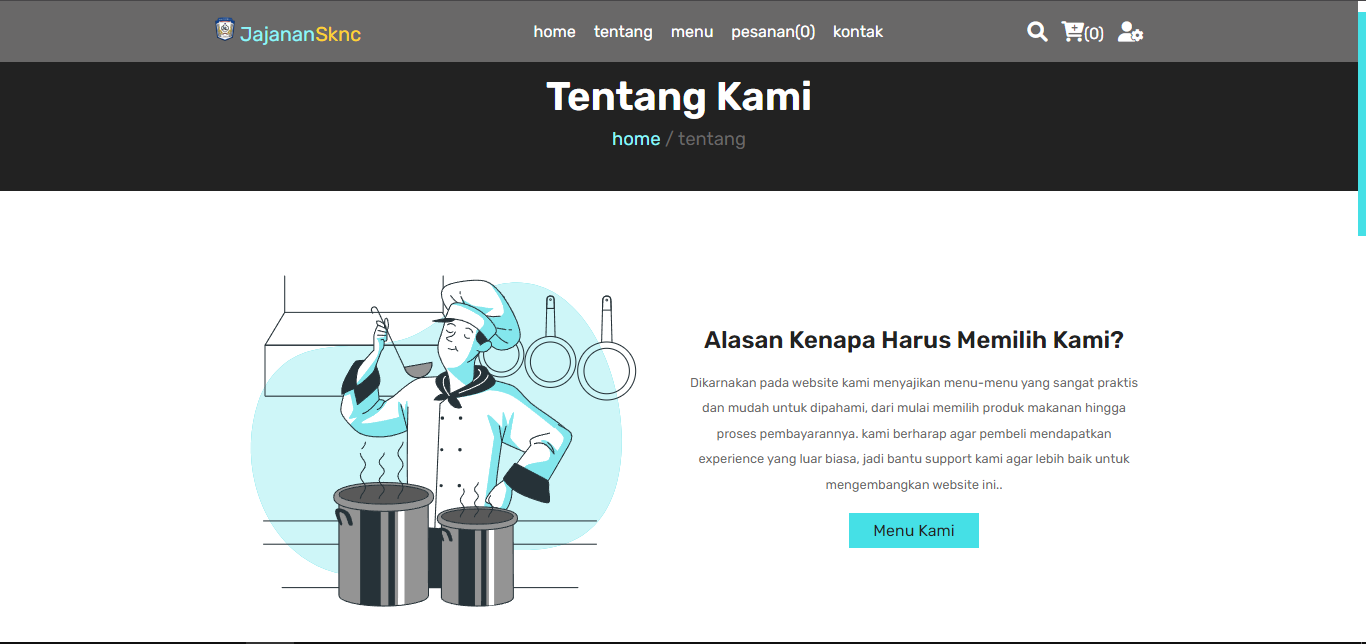 JajananSknc
home tentang menu pesanan(0) kontak
(0)
Tentang Kami
home / tentang
Alasan Kenapa Harus Memilih Kami?
Dikarnakan pada website kami menyajikan menu-menu yang sangat praktis
dan mudah untuk dipahami, dari mulai memilih produk makanan hingga
proses pembayarannya. kami berharap agar pembeli mendapatkan
experience yang luar biasa, jadi bantu support kami agar lebih baik untuk
mengembangkan website ini..
Menu Kami